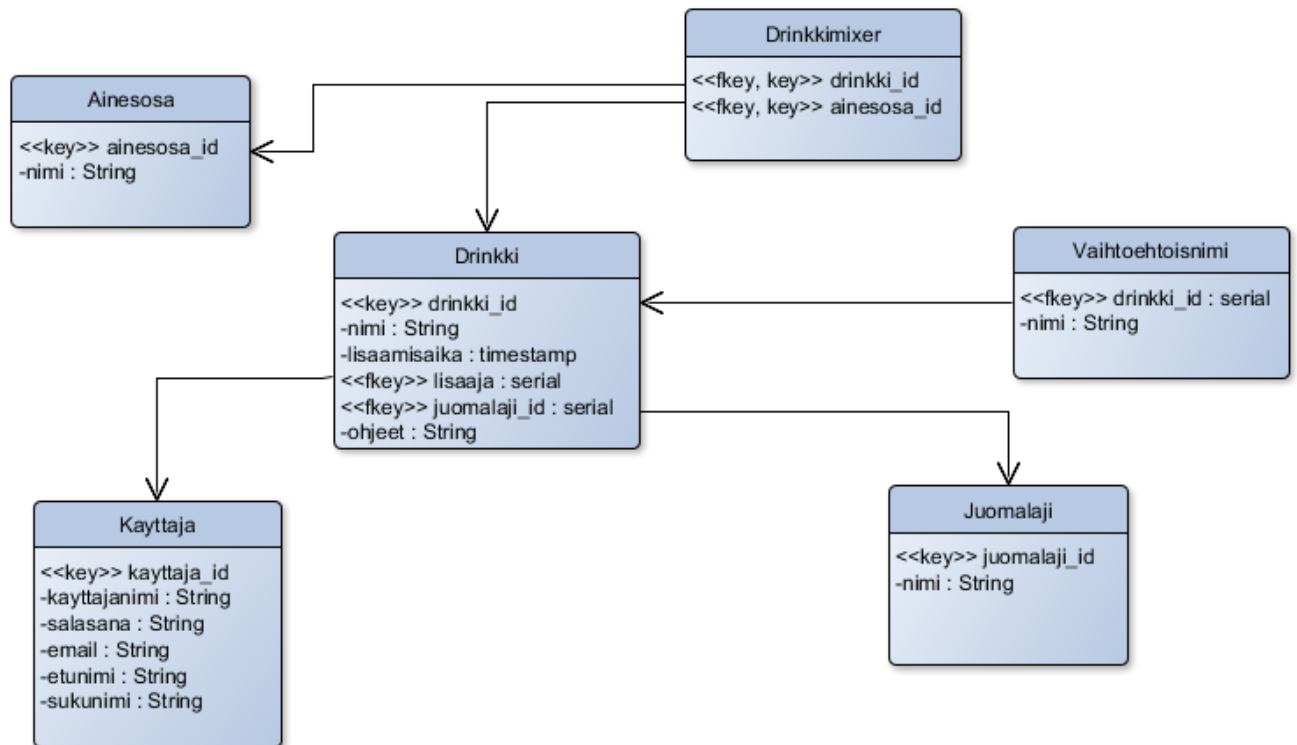 Drinkkimixer
<<fkey, key>> drinkki_id
<<fkey, key>> ainesosa_id
Ainesosa
<<key>> ainesosa_id
-nimi : String
Drinkki
<<key>> drinkki_id
-nimi : String
-lisaamisaika : timestamp
<<fkey>> lisaaja : serial
<<fkey>> juomalaji_id : serial
-ohjeet : String
Vaihtoehtoisnimi
<<fkey>> drinkki_id : serial
-nimi : String
Kayttaja
<<key>> kayttaja_id
-kayttajanimi : String
-salasana : String
-email : String
-etunimi : String
-sukunimi : String
Juomalaji
<<key>> juomalaji_id
-nimi : String